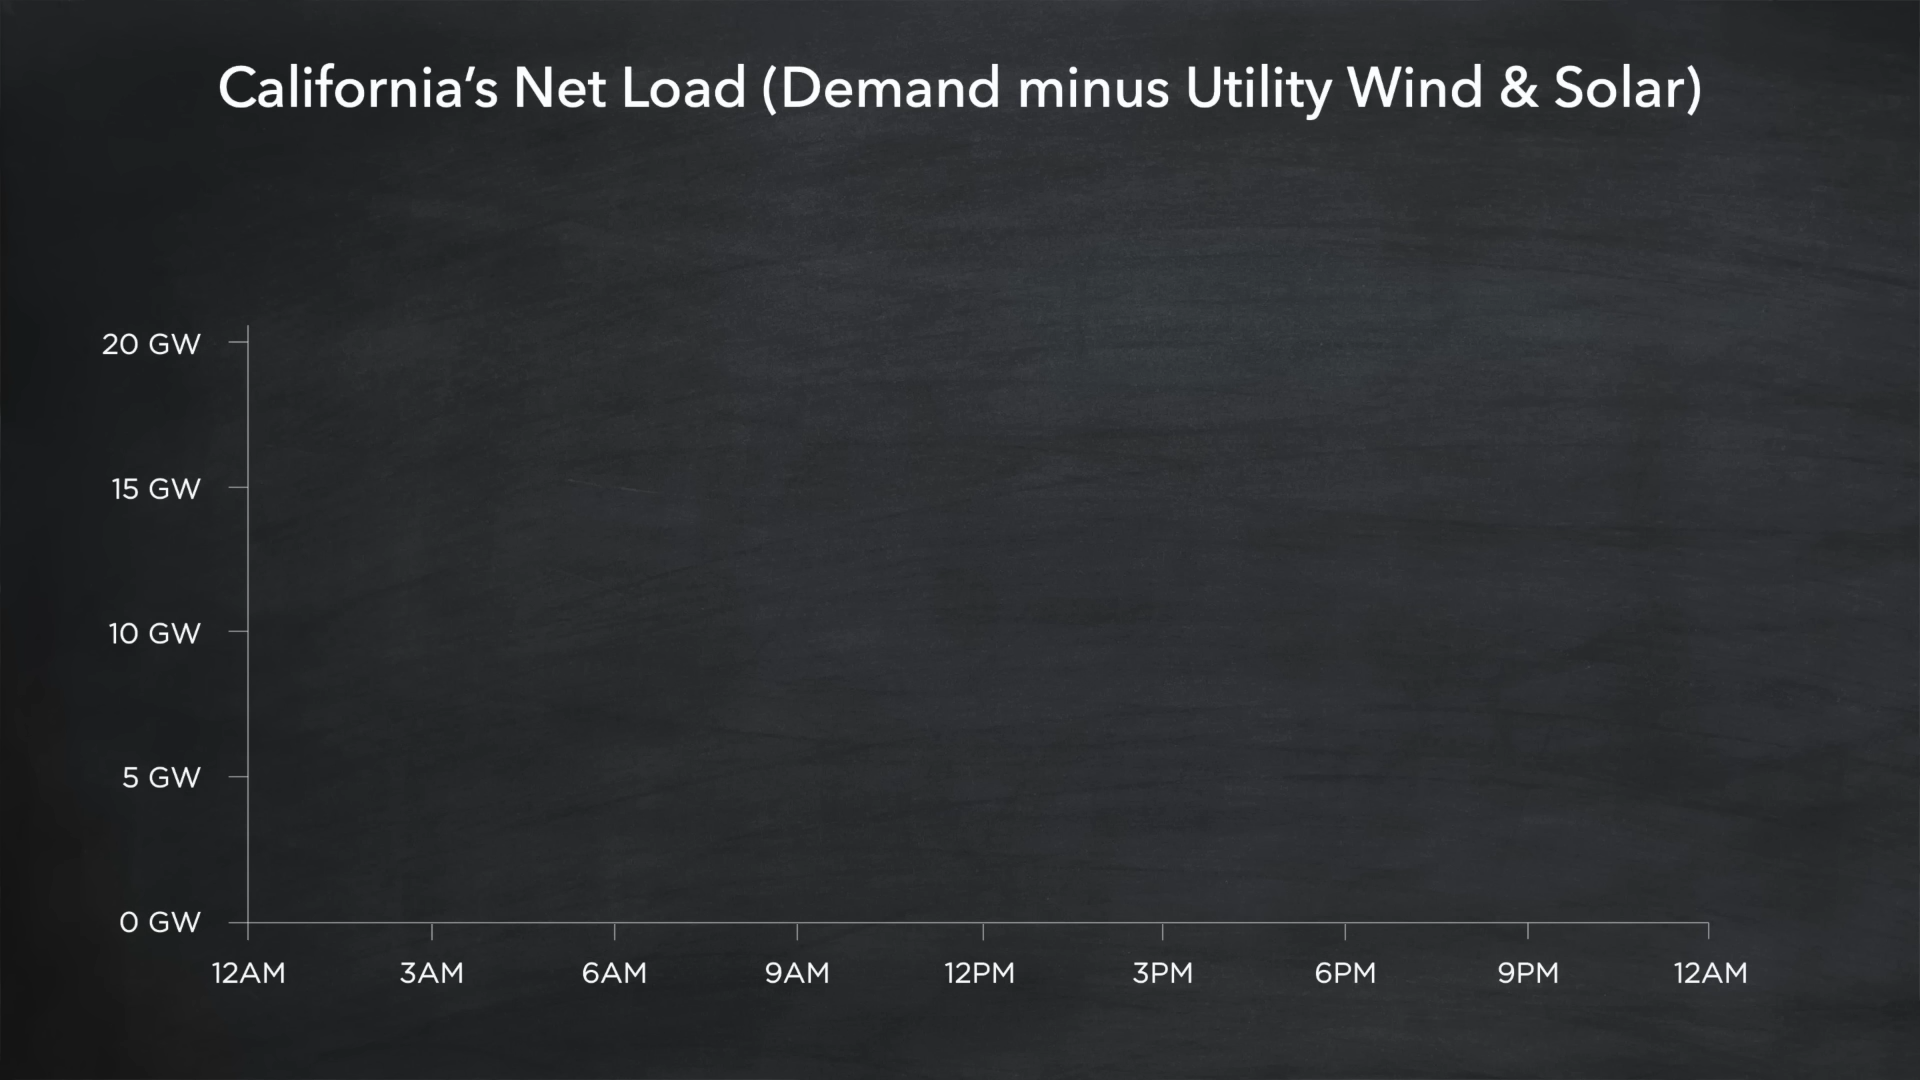 California’s Net Load (Demand minus Utility Wind & Solar)
20 GW
15 GW
10 GW
5 GW
0 GW
12AM 3AM 6AM 9AM 12PM 3PM 6PM 9PM 12AM